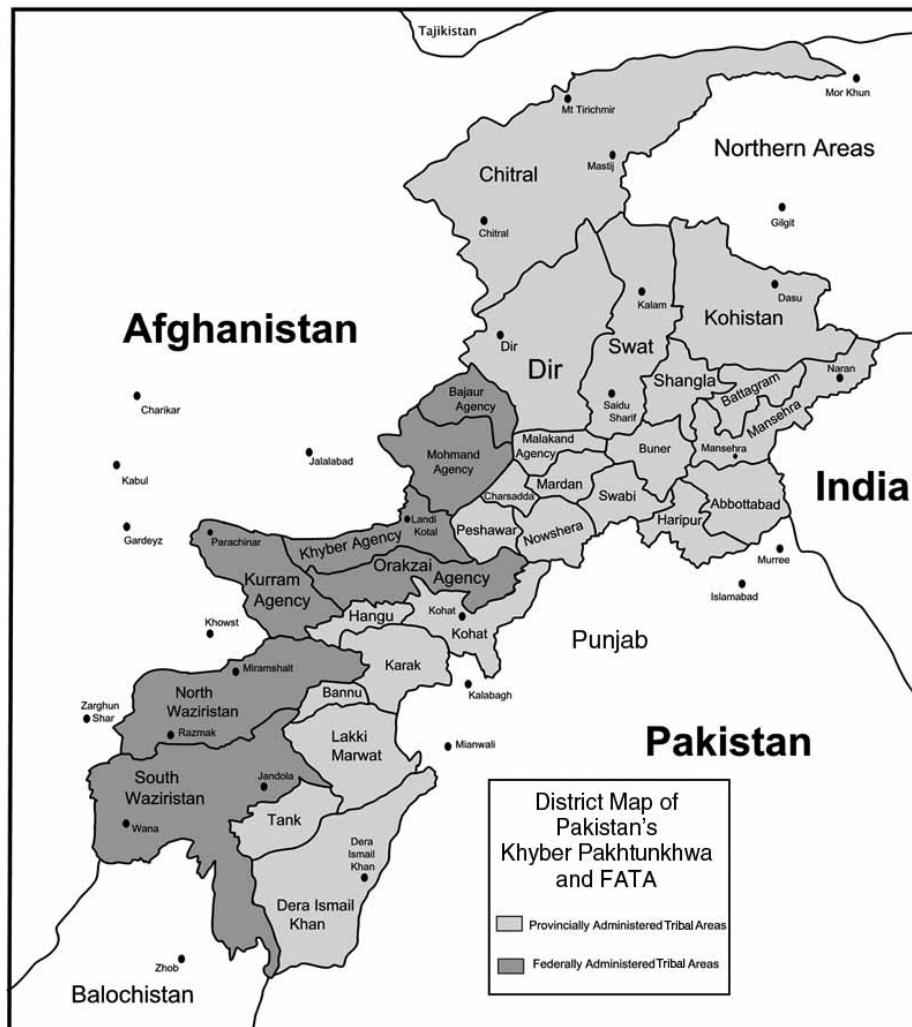 Tajikistan
Mor Khun
Mt Tirichmir
Northern Areas
Mastij
Chitral
Gilgit
Chitral
Dasu
Kalam
Kohistan
Afghanistan
Dir
Swat
Dir
Shangla
Naran
Battagram
Bajaur
Agency
Saidu
Sharif
Mansehra
Charikar
Malakand
Agency
Buner
Mansehra
Jalalabad
Mohmand
Agency
Kabul
India
Mardan
Charsadda
Swabi
Abbottabad
Haripur
Landi
Kotal
Peshawar
Nowshera
Gardeyz
Parachinar
Khyber Agency
Murree
Orakzai
Agency
Kurram
Agency
Islamabad
Hangu
Kohat
Kohat
Khowst
Punjab
Karak
Miramshalt
Kalabagh
Bannu
North
Waziristan
Zarghun
Shar
Razmak
Lakki
Marwat
Mianwali
Pakistan
South
Waziristan
Jandola
Tank
Wana
Dera
Ismail
Khan
Dera Ismail
Khan
Zhob
Balochistan
District Map of
Pakistan's
Khyber Pakhtunkhwa
and FATA
Provincially Administered Tribal Areas
Federally Administered Tribal Areas